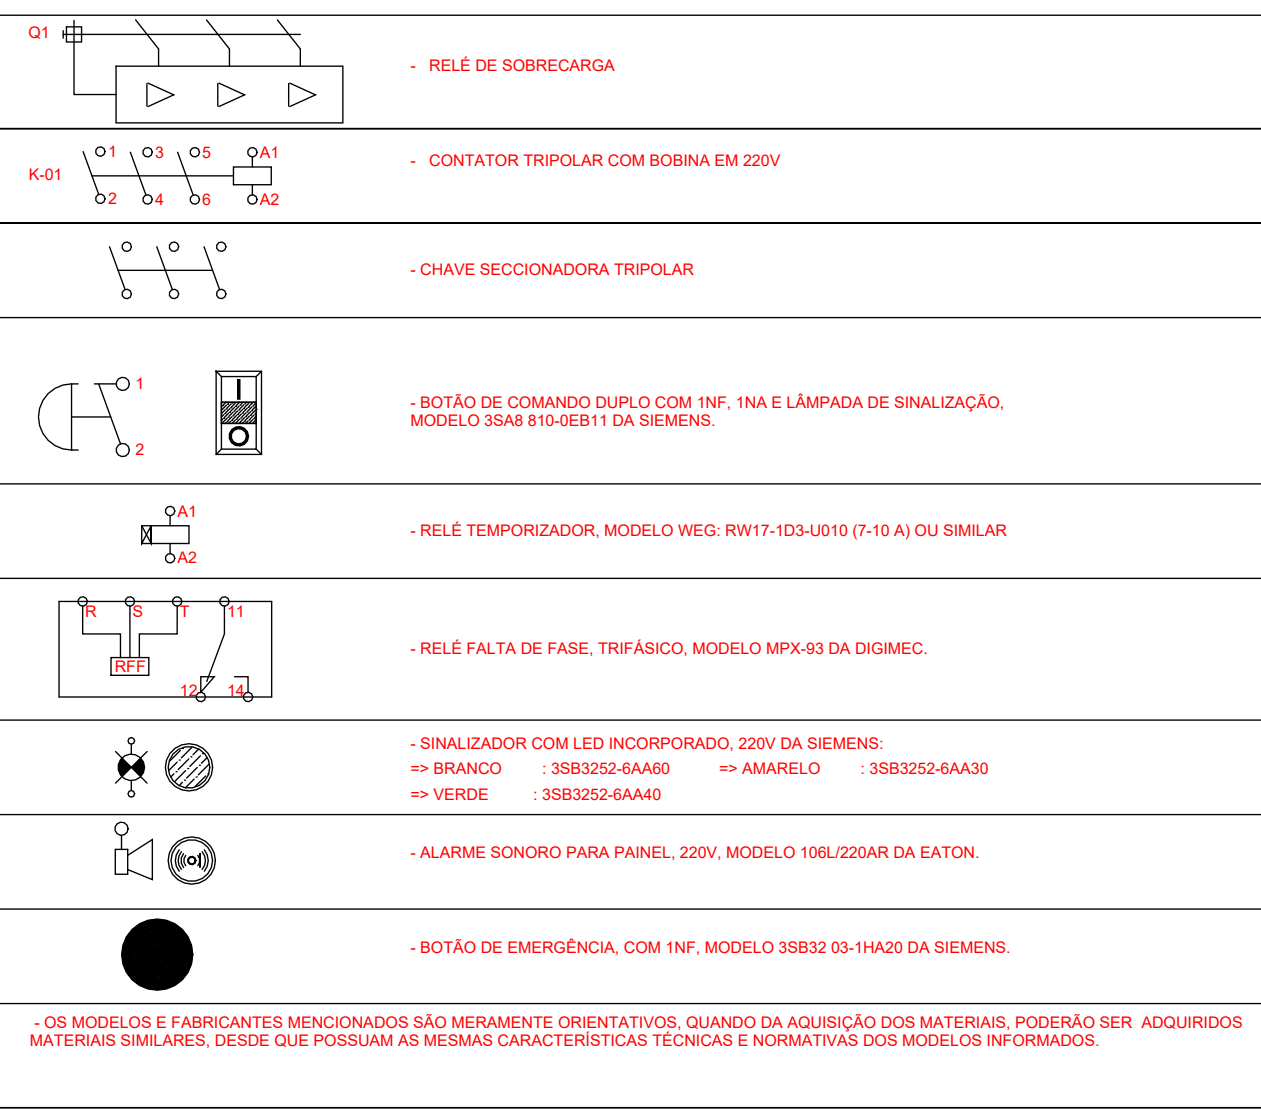 Q1
- RELÉ DE SOBRECARGA
1 3 5 A1
K-01
2 4 6 A2
- CONTATOR TRIPOLAR COM BOBINA EM 220V
- CHAVE SECCIONADORA TRIPOLAR
1
2
- BOTÃO DE COMANDO DUPLO COM 1NF, 1NA E LÂMPADA DE SINALIZAÇÃO,
MODELO 3SA8 810-0EB11 DA SIEMENS.
A1
A2
- RELÉ TEMPORIZADOR, MODELO WEG: RW17-1D3-U010 (7-10 A) OU SIMILAR
R S T 11
RFF
12 14
- RELÉ FALTA DE FASE, TRIFÁSICO, MODELO MPX-93 DA DIGIMEC.
- SINALIZADOR COM LED INCORPORADO, 220V DA SIEMENS:
=> BRANCO : 3SB3252-6AA60 => AMARELO : 3SB3252-6AA30
=> VERDE : 3SB3252-6AA40
- ALARME SONORO PARA PAINEL, 220V, MODELO 106L/220AR DA EATON.
- BOTÃO DE EMERGÊNCIA, COM 1NF, MODELO 3SB32 03-1HA20 DA SIEMENS.
- OS MODELOS E FABRICANTES MENCIONADOS SÃO MERAMENTE ORIENTATIVOS, QUANDO DA AQUISIÇÃO DOS MATERIAIS, PODERÃO SER ADQUIRIDOS
MATERIAIS SIMILARES, DESDE QUE POSSUAM AS MESMAS CARACTERÍSTICAS TÉCNICAS E NORMATIVAS DOS MODELOS INFORMADOS.